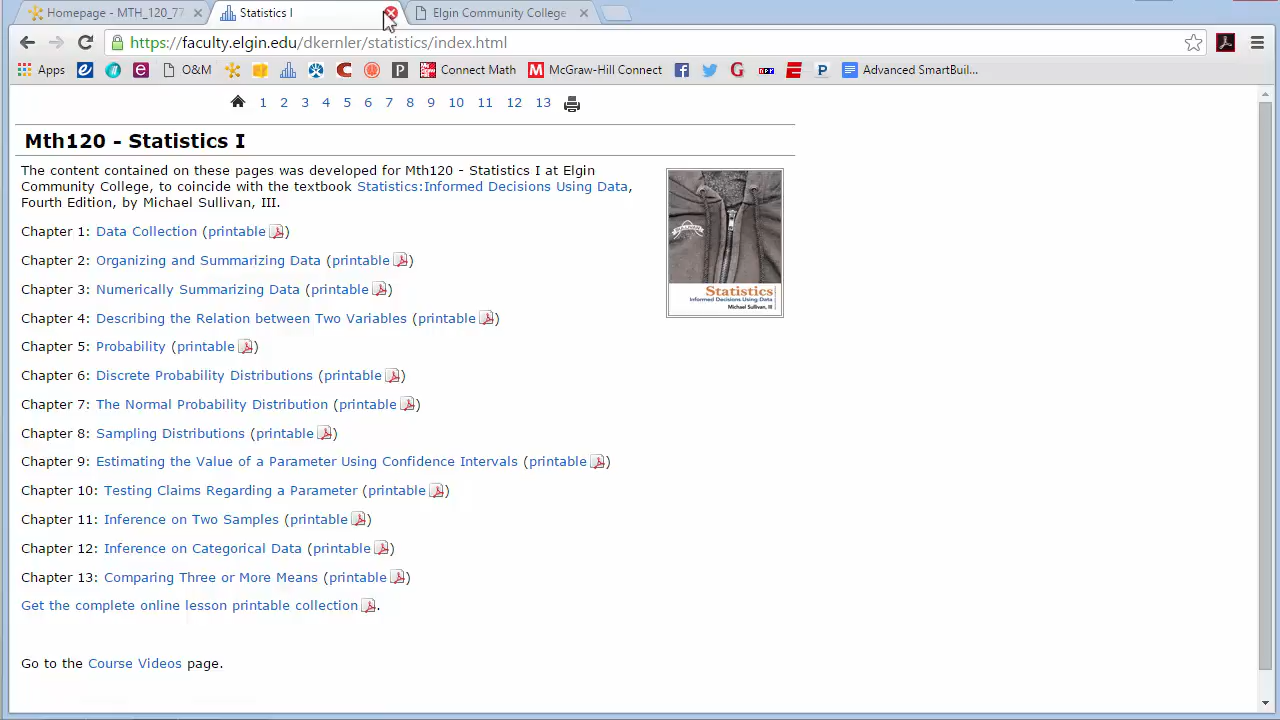 Homepage - MTH_120_77
Statistics I
Elgin Community College
https://faculty.elgin.edu/dkernler/statistics/index.html
Apps
O&M
Connect Math
McGraw-Hill Connect
Advanced SmartBuil...
1 2 3 4 5 6 7 8 9 10 11 12 13
Mth120 - Statistics I
The content contained on these pages was developed for Mth120 - Statistics I at Elgin
Community College, to coincide with the textbook Statistics:Informed Decisions Using Data,
Fourth Edition, by Michael Sullivan, III.
Statistics
Informed Decisions Using Data
Michael Sullivan, III
Chapter 1: Data Collection (printable )
Chapter 2: Organizing and Summarizing Data (printable )
Chapter 3: Numerically Summarizing Data (printable )
Chapter 4: Describing the Relation between Two Variables (printable )
Chapter 5: Probability (printable )
Chapter 6: Discrete Probability Distributions (printable )
Chapter 7: The Normal Probability Distribution (printable )
Chapter 8: Sampling Distributions (printable )
Chapter 9: Estimating the Value of a Parameter Using Confidence Intervals (printable )
Chapter 10: Testing Claims Regarding a Parameter (printable )
Chapter 11: Inference on Two Samples (printable )
Chapter 12: Inference on Categorical Data (printable )
Chapter 13: Comparing Three or More Means (printable )
Get the complete online lesson printable collection .
Go to the Course Videos page.